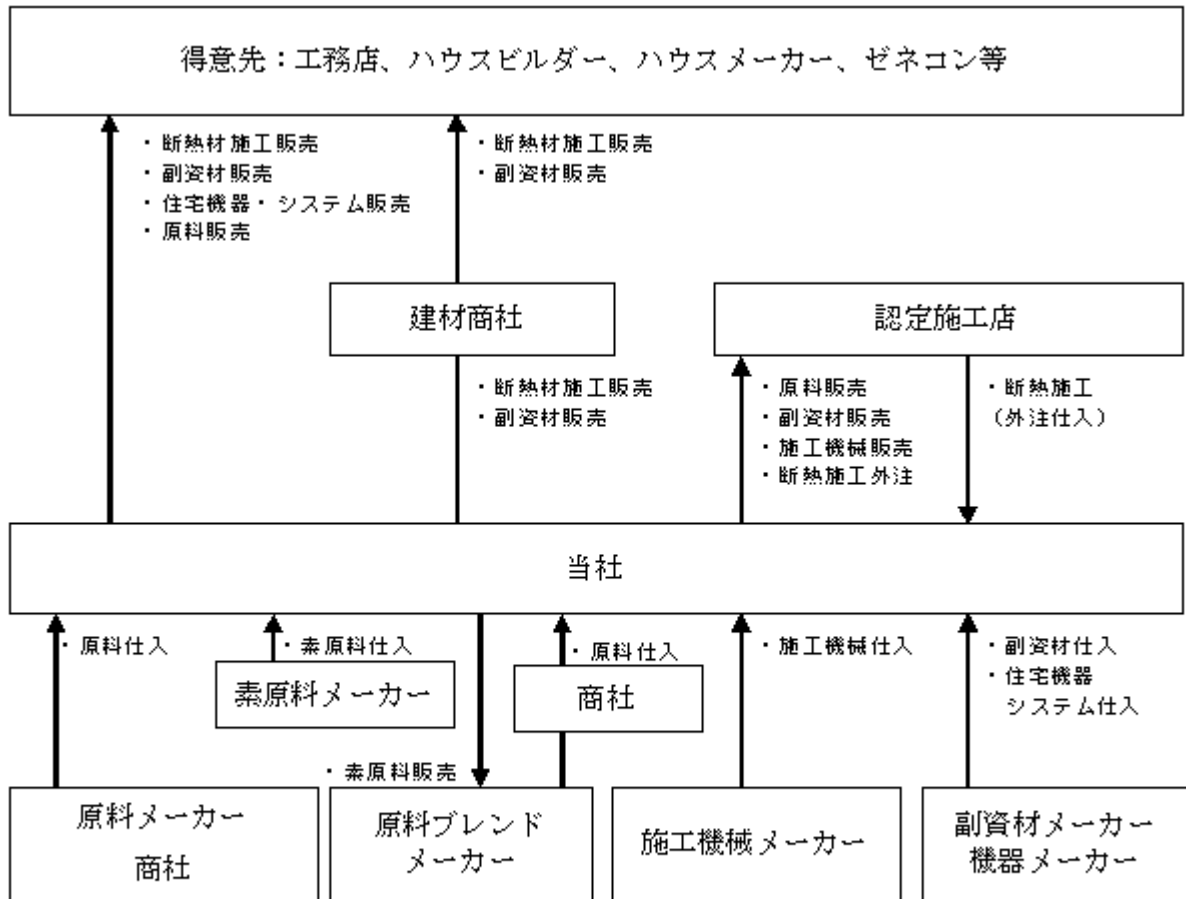 得意先：工務店、ハウスビルダー、ハウスメーカー、ゼネコン等
・断熱材施工販売
・副資材販売
・住宅機器・システム販売
・原料販売
・断熱材施工販売
・副資材販売
建材商社
認定施工店
・断熱材施工販売
・副資材販売
・原料販売
・副資材販売
・施工機械販売
・断熱施工外注
・断熱施工
（外注仕入）
当社
・原料仕入
・素原料仕入
・原料仕入
・施工機械仕入
・副資材仕入
・住宅機器
システム仕入
素原料メーカー
商社
・素原料販売
原料メーカー
商社
原料ブレンド
メーカー
施工機械メーカー
副資材メーカー
機器メーカー